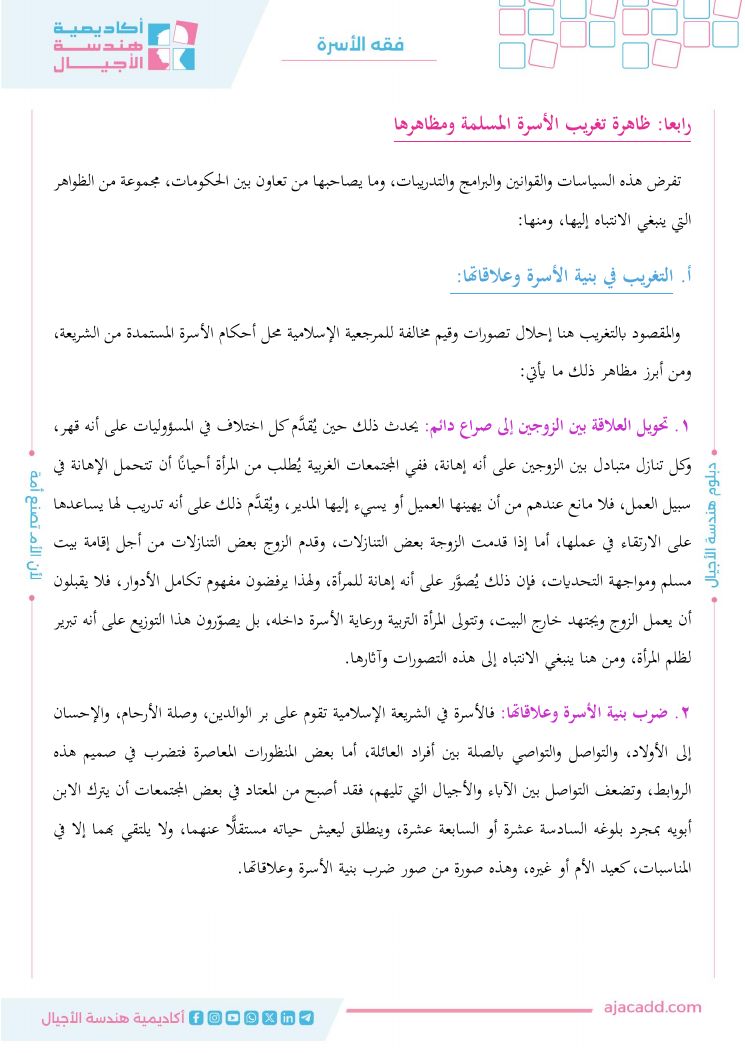 أكاديمية
هندسة
الأجيال
فقه الأسرة
رابعا: ظاهرة تغريب الأسرة المسلمة ومظاهرها
تفرض هذه السياسات والقوانين والبرامج والتدريبات، وما يصاحبها من تعاون بين الحكومات، مجموعة من الظواهر
التي ينبغي الانتباه إليها، ومنها:
أ. التغريب في بنية الأسرة وعلاقاتها:
والمقصود بالتغريب هنا إحلال تصورات وقيم مخالفة للمرجعية الإسلامية محل أحكام الأسرة المستمدة من الشريعة،
ومن أبرز مظاهر ذلك ما يأتي:
١. تحويل العلاقة بين الزوجين إلى صراع دائم: يحدث ذلك حين يُقدَّم كل اختلاف في المسؤوليات على أنه قهر،
وكل تنازل متبادل بين الزوجين على أنه إهانة، ففي المجتمعات الغربية يُطلب من المرأة أحيانًا أن تتحمل الإهانة في
سبيل العمل، فلا مانع عندهم من أن يهينها العميل أو يسيء إليها المدير، ويُقدَّم ذلك على أنه تدريب لها يساعدها
على الارتقاء في عملها، أما إذا قدمت الزوجة بعض التنازلات، وقدم الزوج بعض التنازلات من أجل إقامة بيت
مسلم ومواجهة التحديات، فإن ذلك يُصوَّر على أنه إهانة للمرأة، ولهذا يرفضون مفهوم تكامل الأدوار، فلا يقبلون
أن يعمل الزوج ويجتهد خارج البيت، وتتولى المرأة التربية ورعاية الأسرة داخله، بل يصوّرون هذا التوزيع على أنه تبرير
لظلم المرأة، ومن هنا ينبغي الانتباه إلى هذه التصورات وآثارها.
٢. ضرب بنية الأسرة وعلاقاتها: فالأسرة في الشريعة الإسلامية تقوم على بر الوالدين، وصلة الأرحام، والإحسان
إلى الأولاد، والتواصل والتواصي بالصلة بين أفراد العائلة، أما بعض المنظورات المعاصرة فتضرب في صميم هذه
الروابط، وتضعف التواصل بين الآباء والأجيال التي تليهم، فقد أصبح من المعتاد في بعض المجتمعات أن يترك الابن
أبويه بمجرد بلوغه السادسة عشرة أو السابعة عشرة، وينطلق ليعيش حياته مستقلًّا عنهما، ولا يلتقي بهما إلا في
المناسبات، كعيد الأم أو غيره، وهذه صورة من صور ضرب بنية الأسرة وعلاقاتها.
دبلوم هندسة الأجيال
لأن الأم تصنع أمة
أكاديمية هندسة الأجيال
ajacadd.com